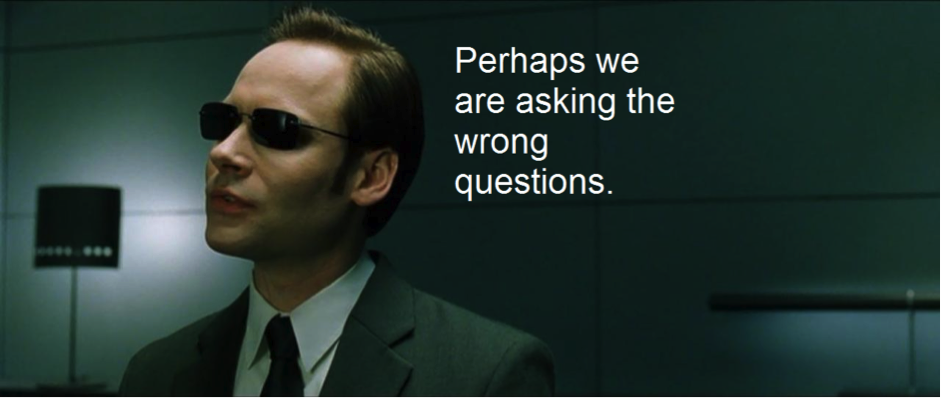 Perhaps we
are asking the
wrong
questions.